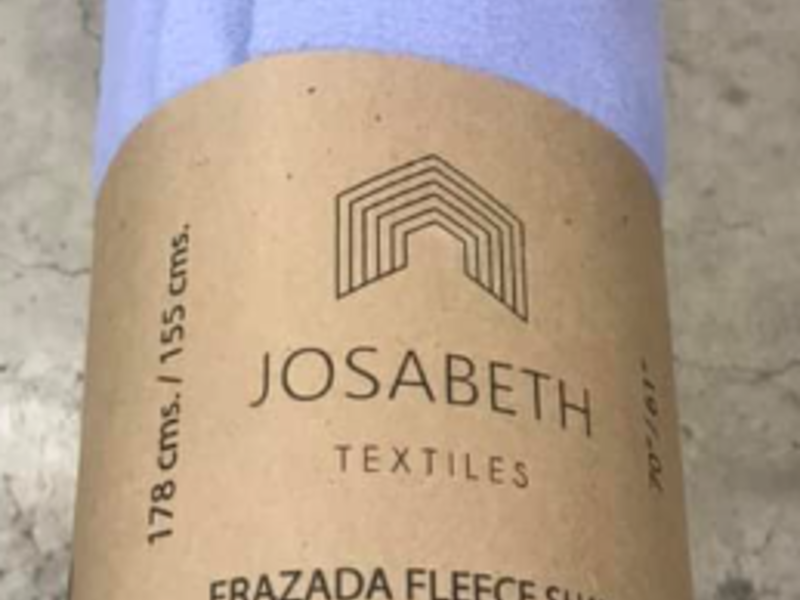 178 cms. / 155 cms.
JOSABETH
TEXTILES
FRAZADA FLEECE